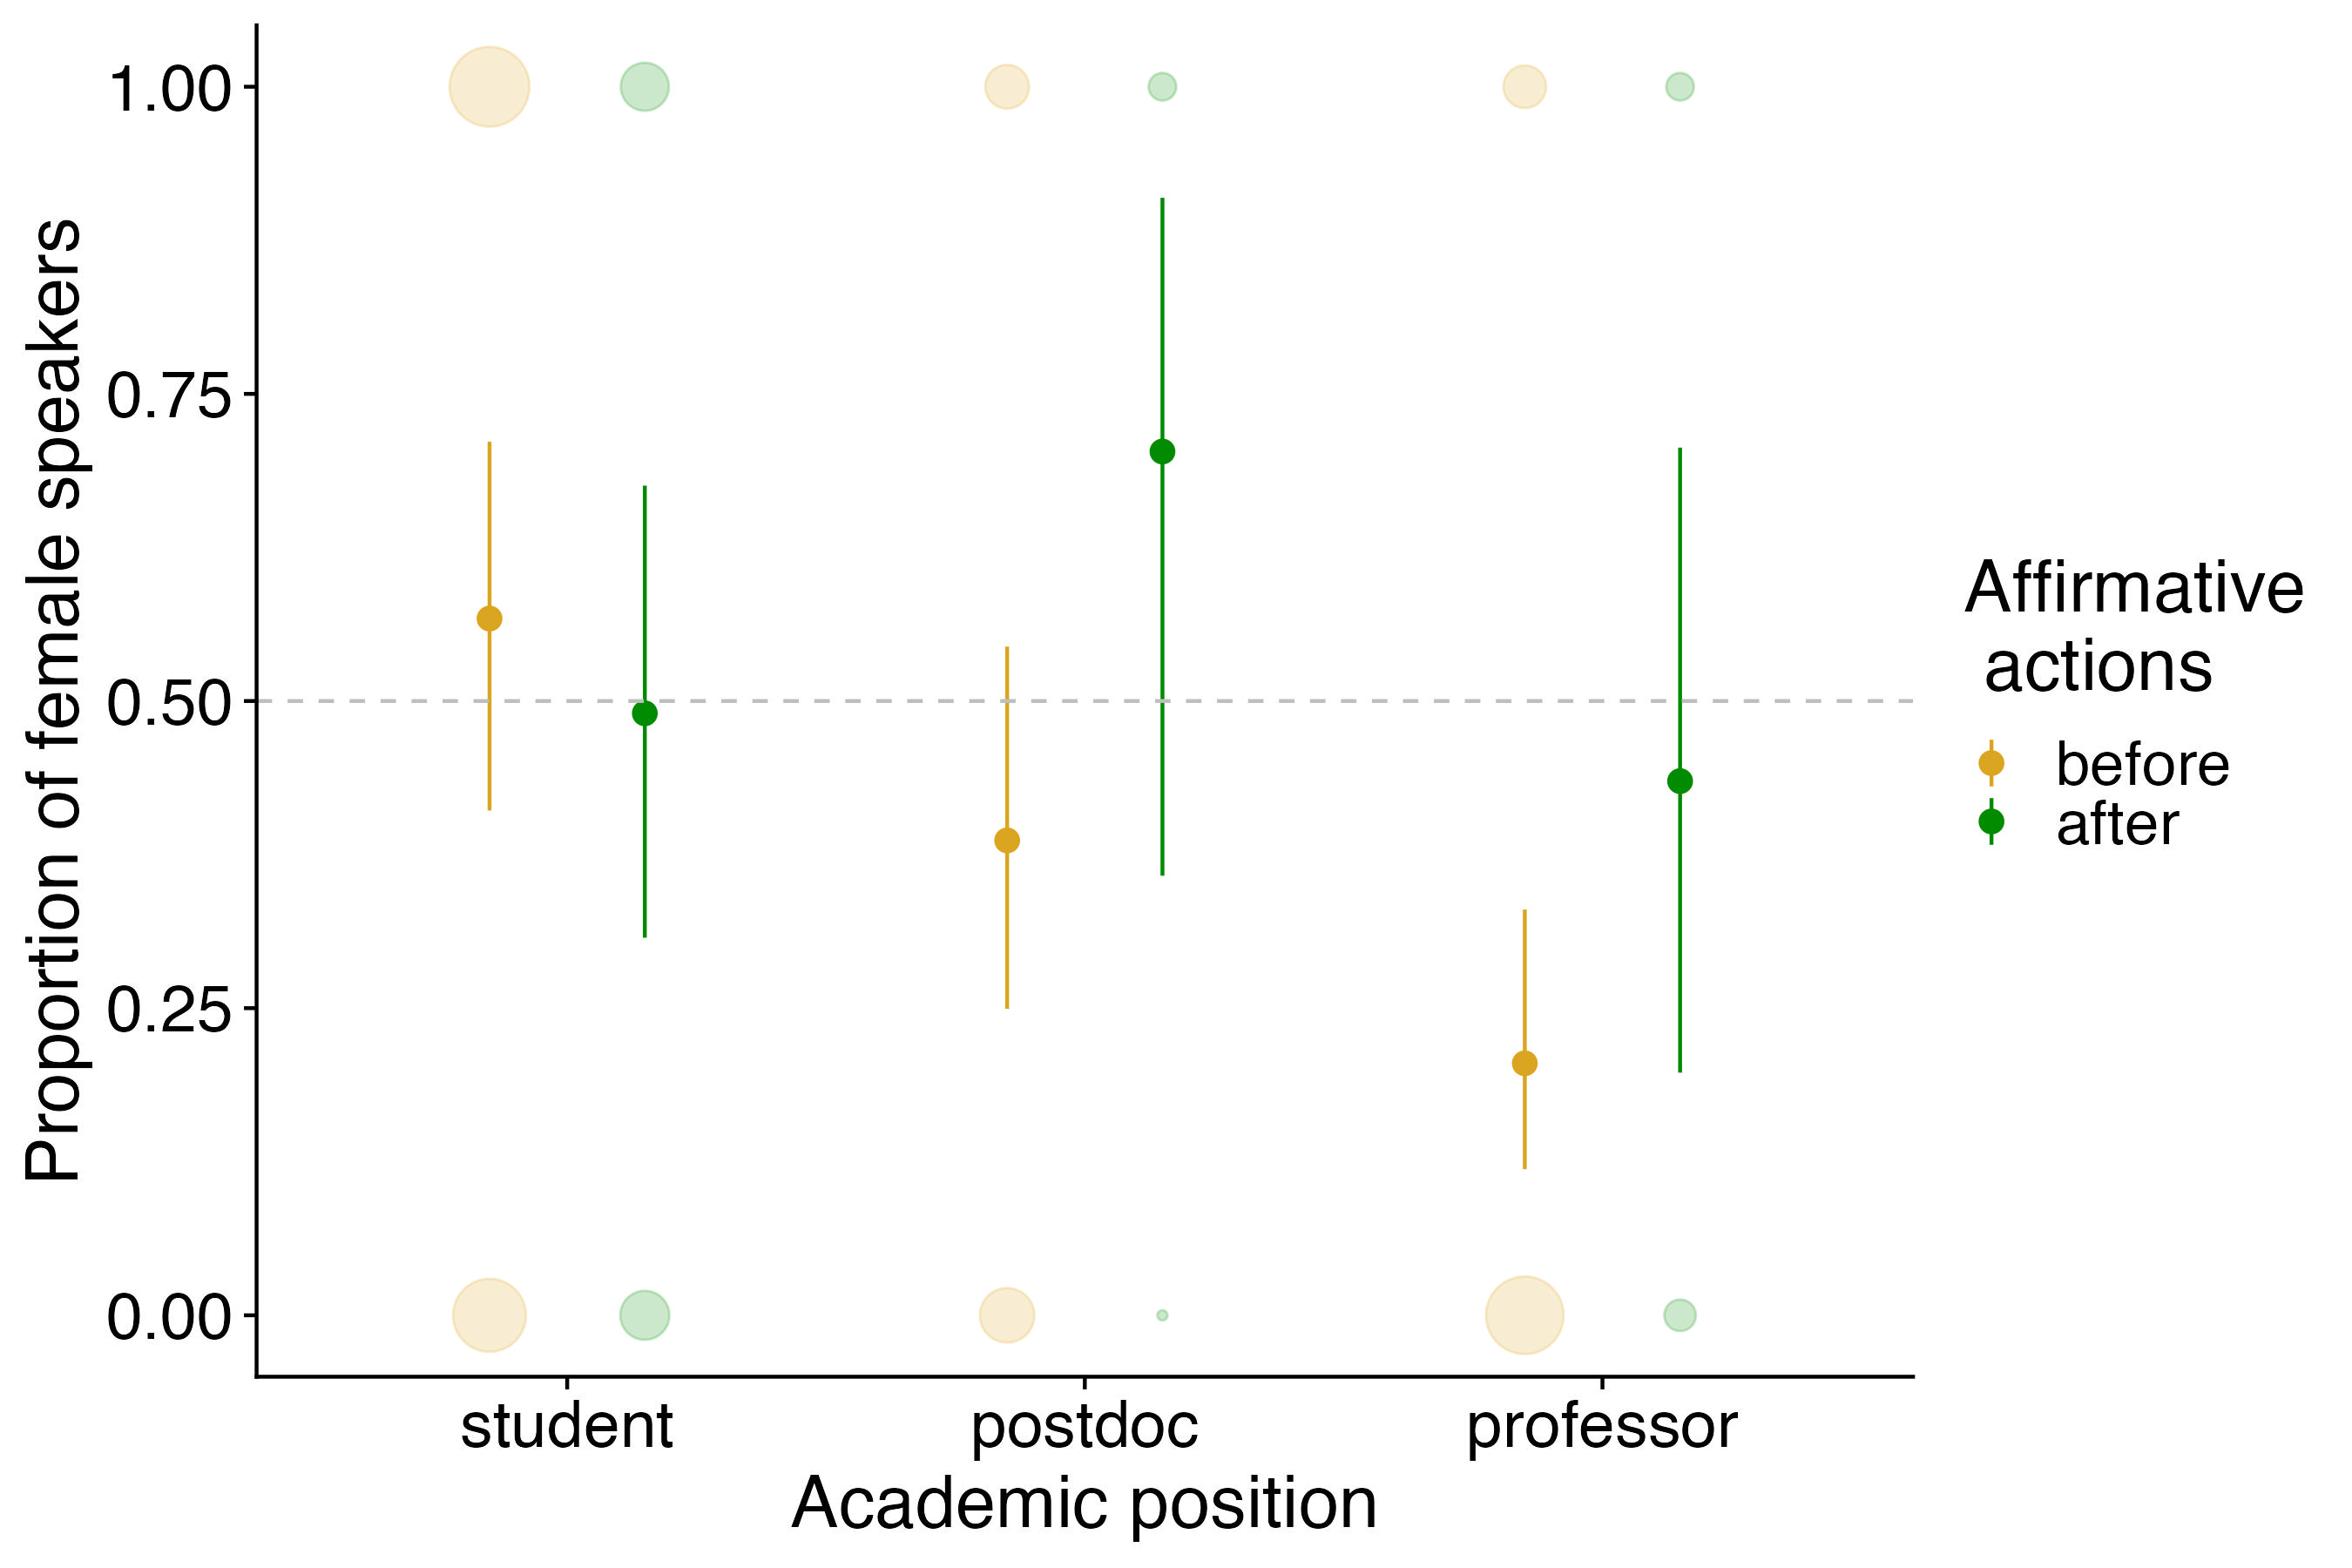 Proportion of female speakers
1.00
0.75
0.50
0.25
0.00
student
postdoc
professor
Academic position
Affirmative
actions
before
after